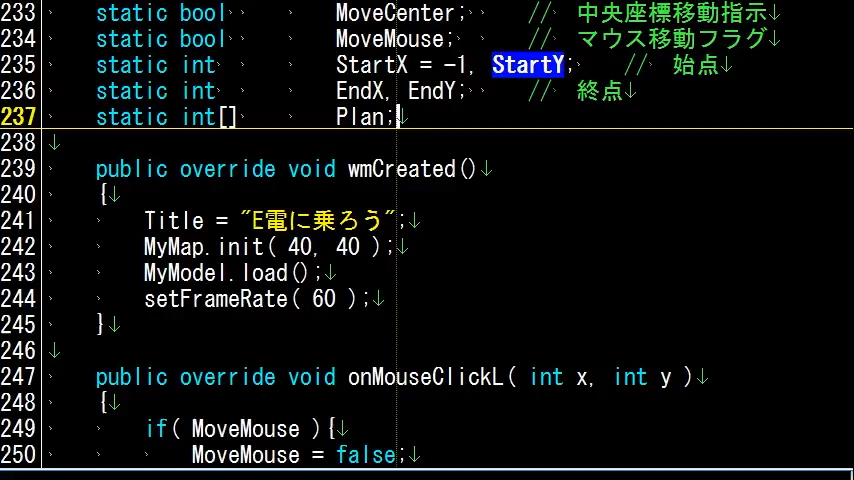 233 static bool MoveCenter; // 中央座標移動指示↓
234 static bool MoveMouse; // マウス移動フラグ↓
235 static int StartX = -1, StartY; // 始点↓
236 static int EndX, EndY; // 終点↓
237 static int[] Plan;↓
238 ↓
239 public override void wmCreated()↓
240 {↓
241 Title = "E電に乗ろう";↓
242 MyMap.init( 40, 40 );↓
243 MyModel.load();↓
244 setFrameRate( 60 );↓
245 }↓
246 ↓
247 public override void onMouseClickL( int x, int y )↓
248 {↓
249 if( MoveMouse ){↓
250 MoveMouse = false;↓